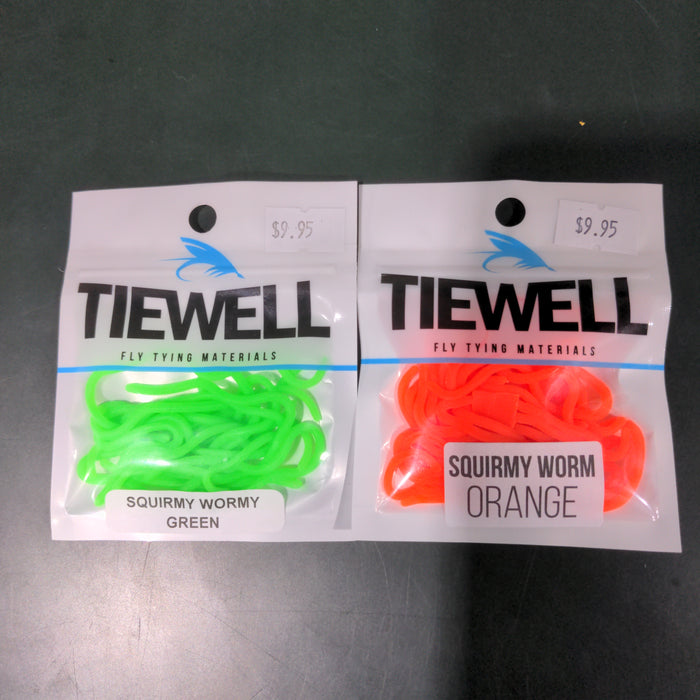 $9.95
TIEWELL
FLY TYING MATERIALS
SQUIRMY WORMY
GREEN
$9.95
TIEWELL
FLY TYING MATERIALS
SQUIRMY WORM
ORANGE